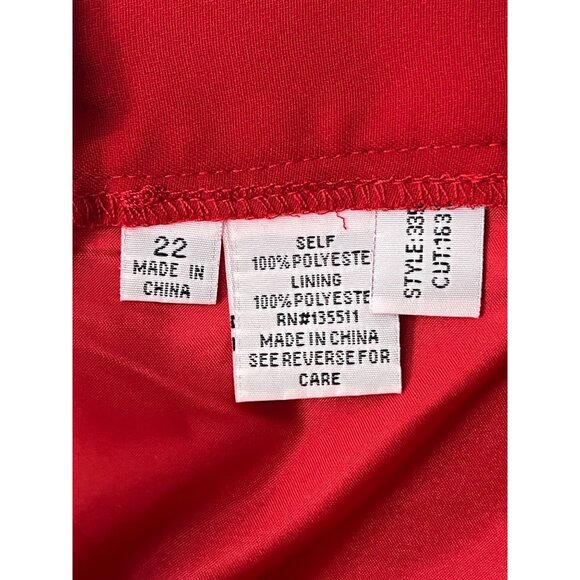 22
MADE IN
CHINA
SELF
100%POLYESTE
LINING
100%POLYESTE
RN#135511
MADE IN CHINA
SEE REVERSE FOR
CARE